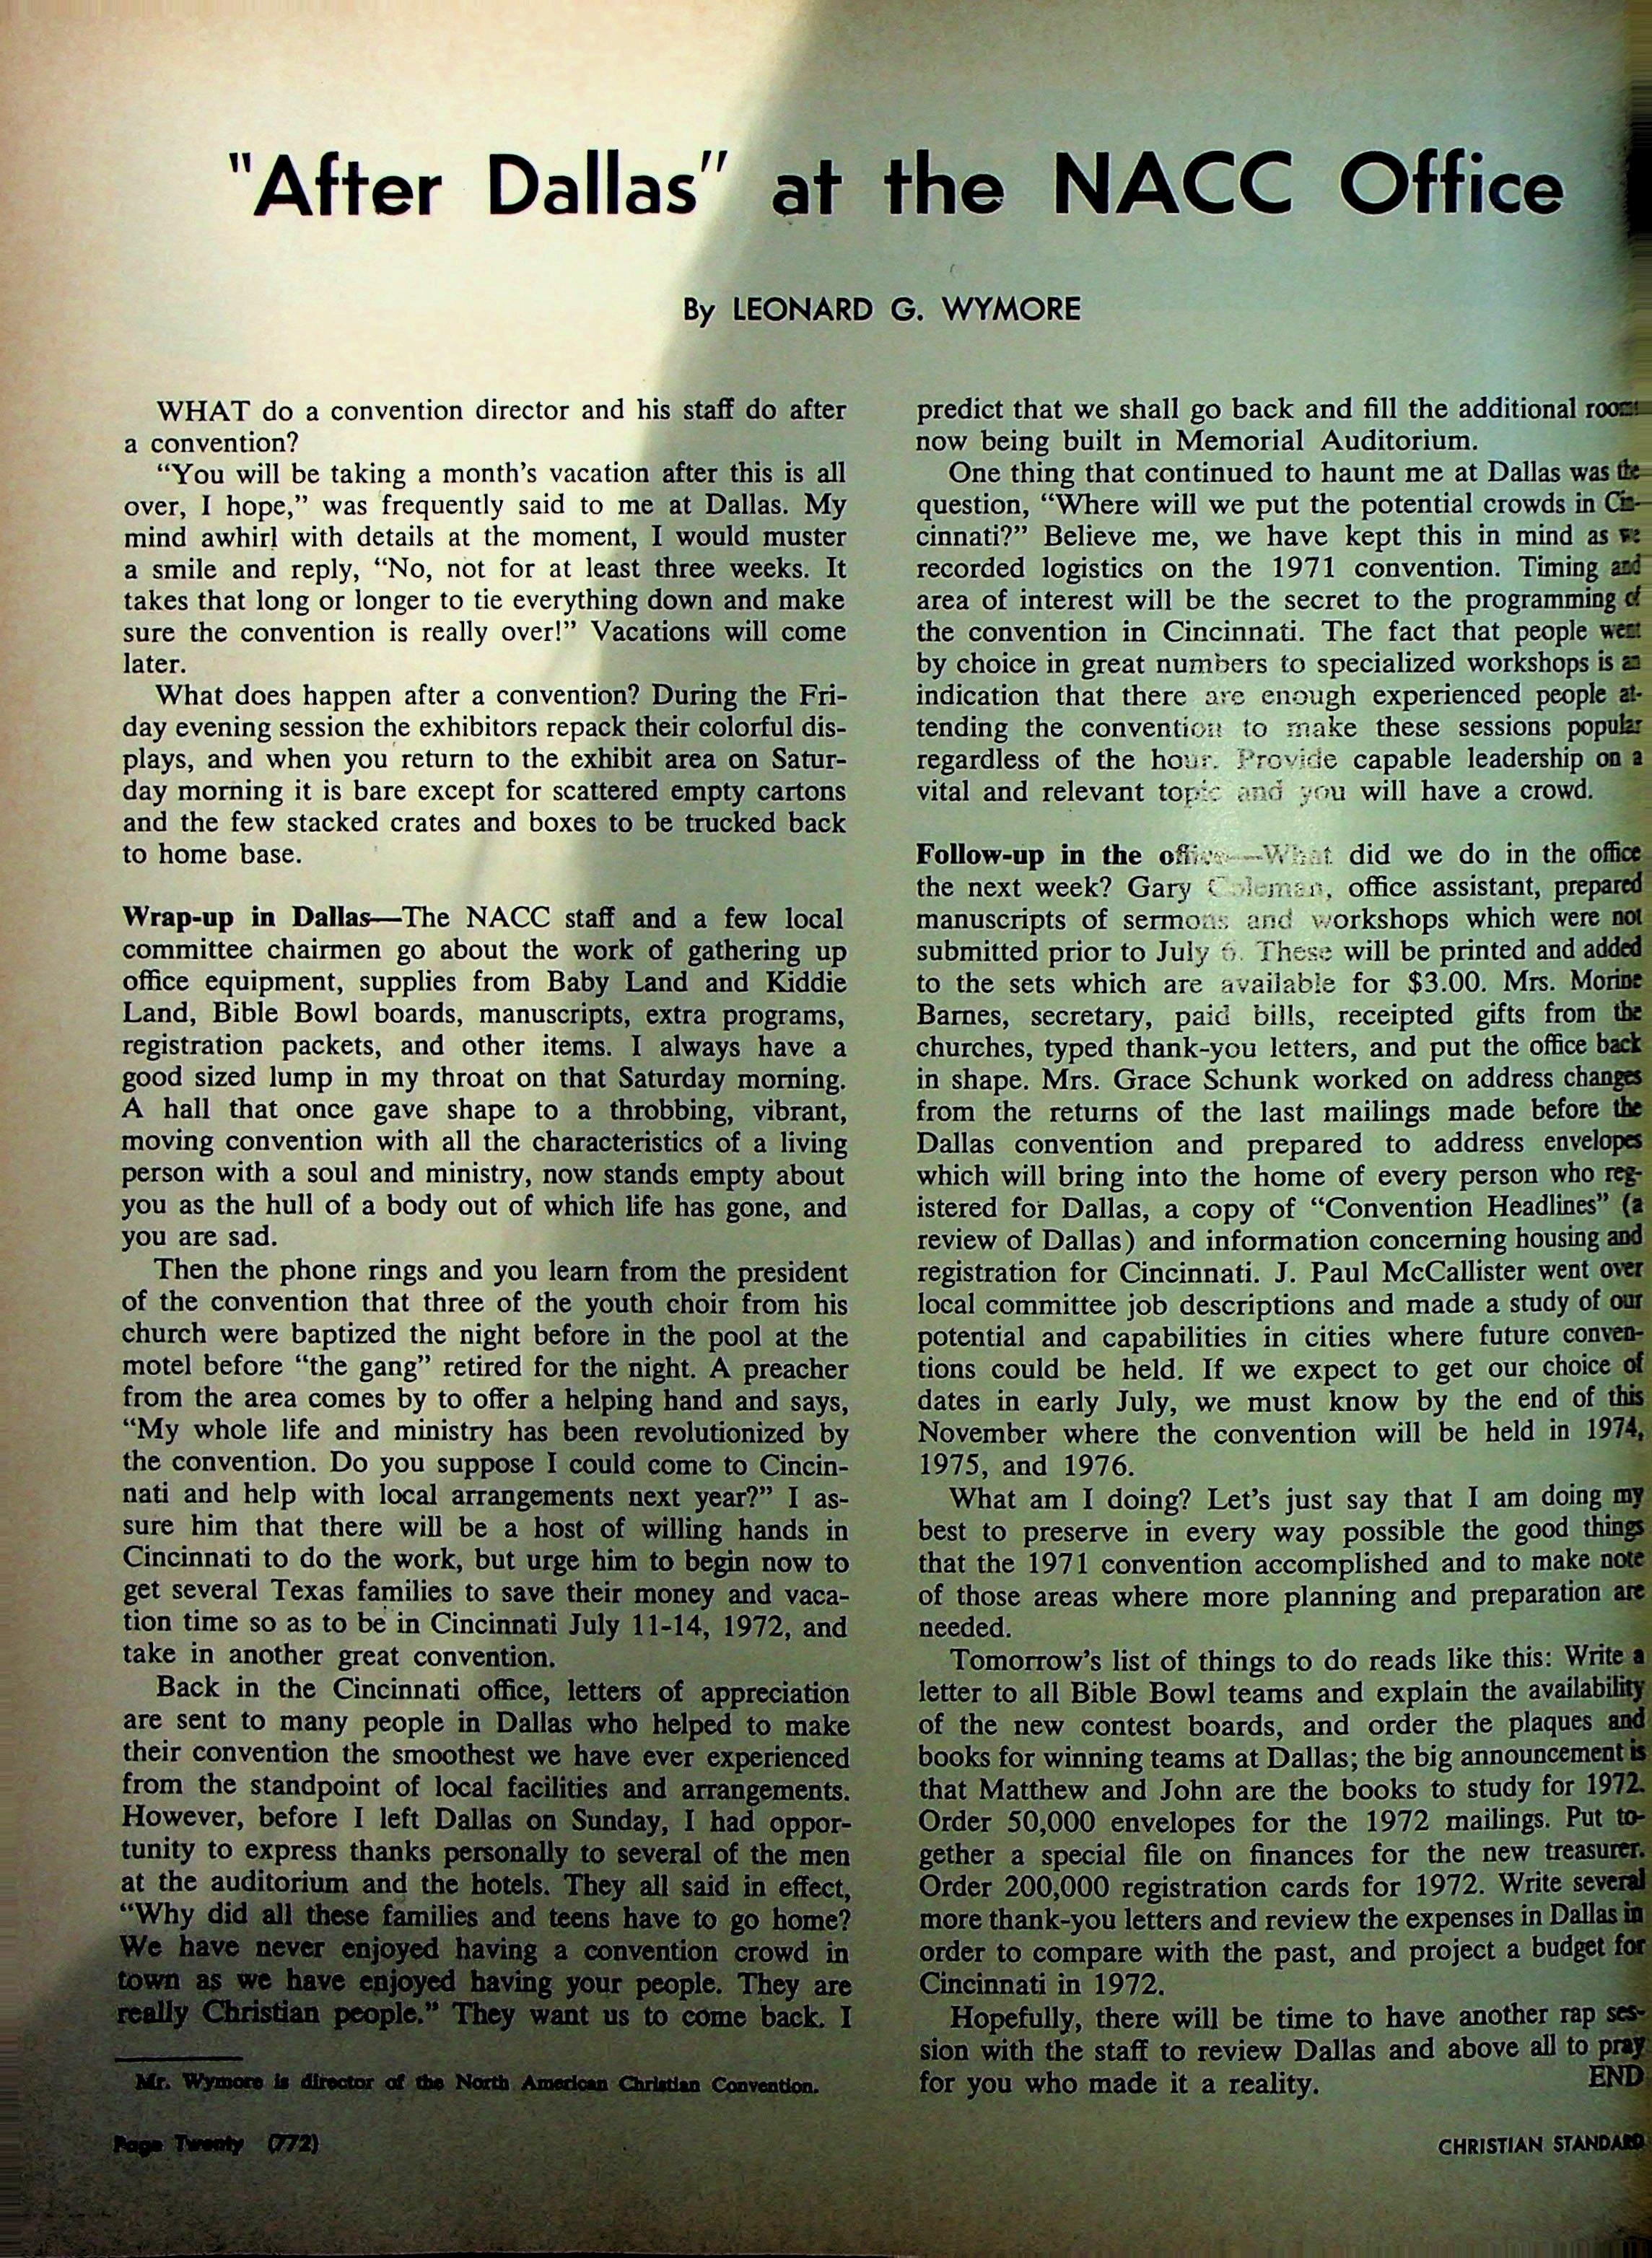 "After Dallas" at the NACC Office
By LEONARD G. WYMORE
WHAT do a convention director and his staff do after
a convention?
“You will be taking a month’s vacation after this is all
over, I hope,” was frequently said to me at Dallas. My
mind awhirl with details at the moment, I would muster
a smile and reply, “No, not for at least three weeks. It
takes that long or longer to tie everything down and make
sure the convention is really over!” Vacations will come
later.
What does happen after a convention? During the Fri-
day evening session the exhibitors repack their colorful dis-
plays, and when you return to the exhibit area on Satur-
day morning it is bare except for scattered empty cartons
and the few stacked crates and boxes to be trucked back
to home base.
Wrap-up in Dallas—The NACC staff and a few local
committee chairmen go about the work of gathering up
office equipment, supplies from Baby Land and Kiddie
Land, Bible Bowl boards, manuscripts, extra programs,
registration packets, and other items. I always have a
good sized lump in my throat on that Saturday morning.
A hall that once gave shape to a throbbing, vibrant,
moving convention with all the characteristics of a living
person with a soul and ministry, now stands empty about
you as the hull of a body out of which life has gone, and
you are sad.
Then the phone rings and you learn from the president
of the convention that three of the youth choir from his
church were baptized the night before in the pool at the
motel before “the gang” retired for the night. A preacher
from the area comes by to offer a helping hand and says,
“My whole life and ministry has been revolutionized by
the convention. Do you suppose I could come to Cincin-
nati and help with local arrangements next year?” I as-
sure him that there will be a host of willing hands in
Cincinnati to do the work, but urge him to begin now to
get several Texas families to save their money and vaca-
tion time so as to be in Cincinnati July 11-14, 1972, and
take in another great convention.
Back in the Cincinnati office, letters of appreciation
are sent to many people in Dallas who helped to make
their convention the smoothest we have ever experienced
from the standpoint of local facilities and arrangements.
However, before I left Dallas on Sunday, I had oppor-
tunity to express thanks personally to several of the men
at the auditorium and the hotels. They all said in effect,
“Why did all these families and teens have to go home?
We have never enjoyed having a convention crowd in
town as we have enjoyed having your people. They are
really Christian people.” They want us to come back. I
Mr. Wymore is director of the North American Christian Convention.
Page Twenty (772)
predict that we shall go back and fill the additional rooms
now being built in Memorial Auditorium.
One thing that continued to haunt me at Dallas was the
question, “Where will we put the potential crowds in Cin-
cinnati?” Believe me, we have kept this in mind as we
recorded logistics on the 1971 convention. Timing and
area of interest will be the secret to the programming of
the convention in Cincinnati. The fact that people went
by choice in great numbers to specialized workshops is an
indication that there are enough experienced people at-
tending the convention to make these sessions popular
regardless of the hour. Provide capable leadership on a
vital and relevant topic and you will have a crowd.
Follow-up in the office—What did we do in the office
the next week? Gary Coleman, office assistant, prepared
manuscripts of sermons and workshops which were not
submitted prior to July 6. These will be printed and added
to the sets which are available for $3.00. Mrs. Morine
Barnes, secretary, paid bills, receipted gifts from the
churches, typed thank-you letters, and put the office back
in shape. Mrs. Grace Schunk worked on address changes
from the returns of the last mailings made before the
Dallas convention and prepared to address envelopes
which will bring into the home of every person who reg-
istered for Dallas, a copy of “Convention Headlines” (a
review of Dallas) and information concerning housing and
registration for Cincinnati. J. Paul McCallister went over
local committee job descriptions and made a study of our
potential and capabilities in cities where future conven-
tions could be held. If we expect to get our choice of
dates in early July, we must know by the end of this
November where the convention will be held in 1974,
1975, and 1976.
What am I doing? Let’s just say that I am doing my
best to preserve in every way possible the good things
that the 1971 convention accomplished and to make note
of those areas where more planning and preparation are
needed.
Tomorrow’s list of things to do reads like this: Write a
letter to all Bible Bowl teams and explain the availability
of the new contest boards, and order the plaques and
books for winning teams at Dallas; the big announcement is
that Matthew and John are the books to study for 1972.
Order 50,000 envelopes for the 1972 mailings. Put to-
gether a special file on finances for the new treasurer.
Order 200,000 registration cards for 1972. Write several
more thank-you letters and review the expenses in Dallas in
order to compare with the past, and project a budget for
Cincinnati in 1972.
Hopefully, there will be time to have another rap ses-
sion with the staff to review Dallas and above all to pray
for you who made it a reality. END
CHRISTIAN STANDARD